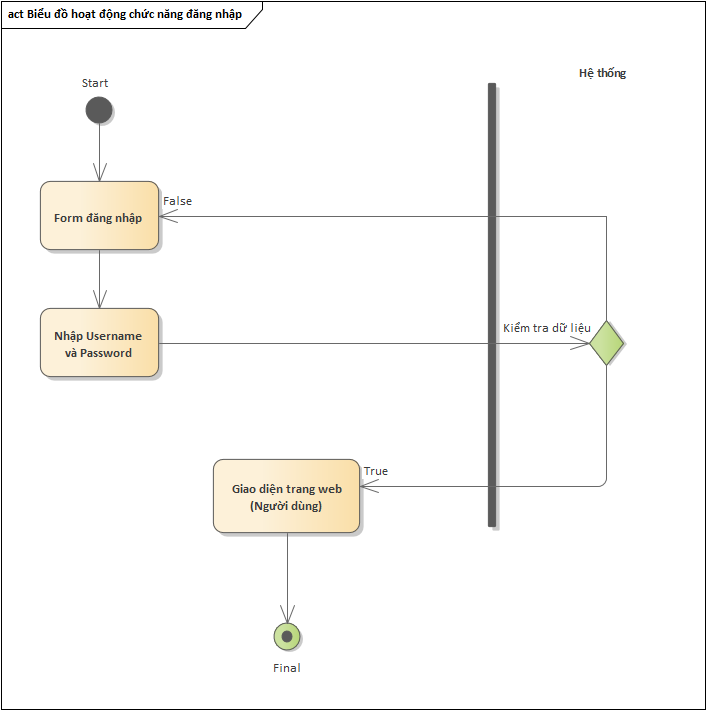 act Biểu đồ hoạt động chức năng đăng nhập
Hệ thống
Start
False
Form đăng nhập
Kiểm tra dữ liệu
Nhập Username
và Password
True
Giao diện trang web
(Người dùng)
Final